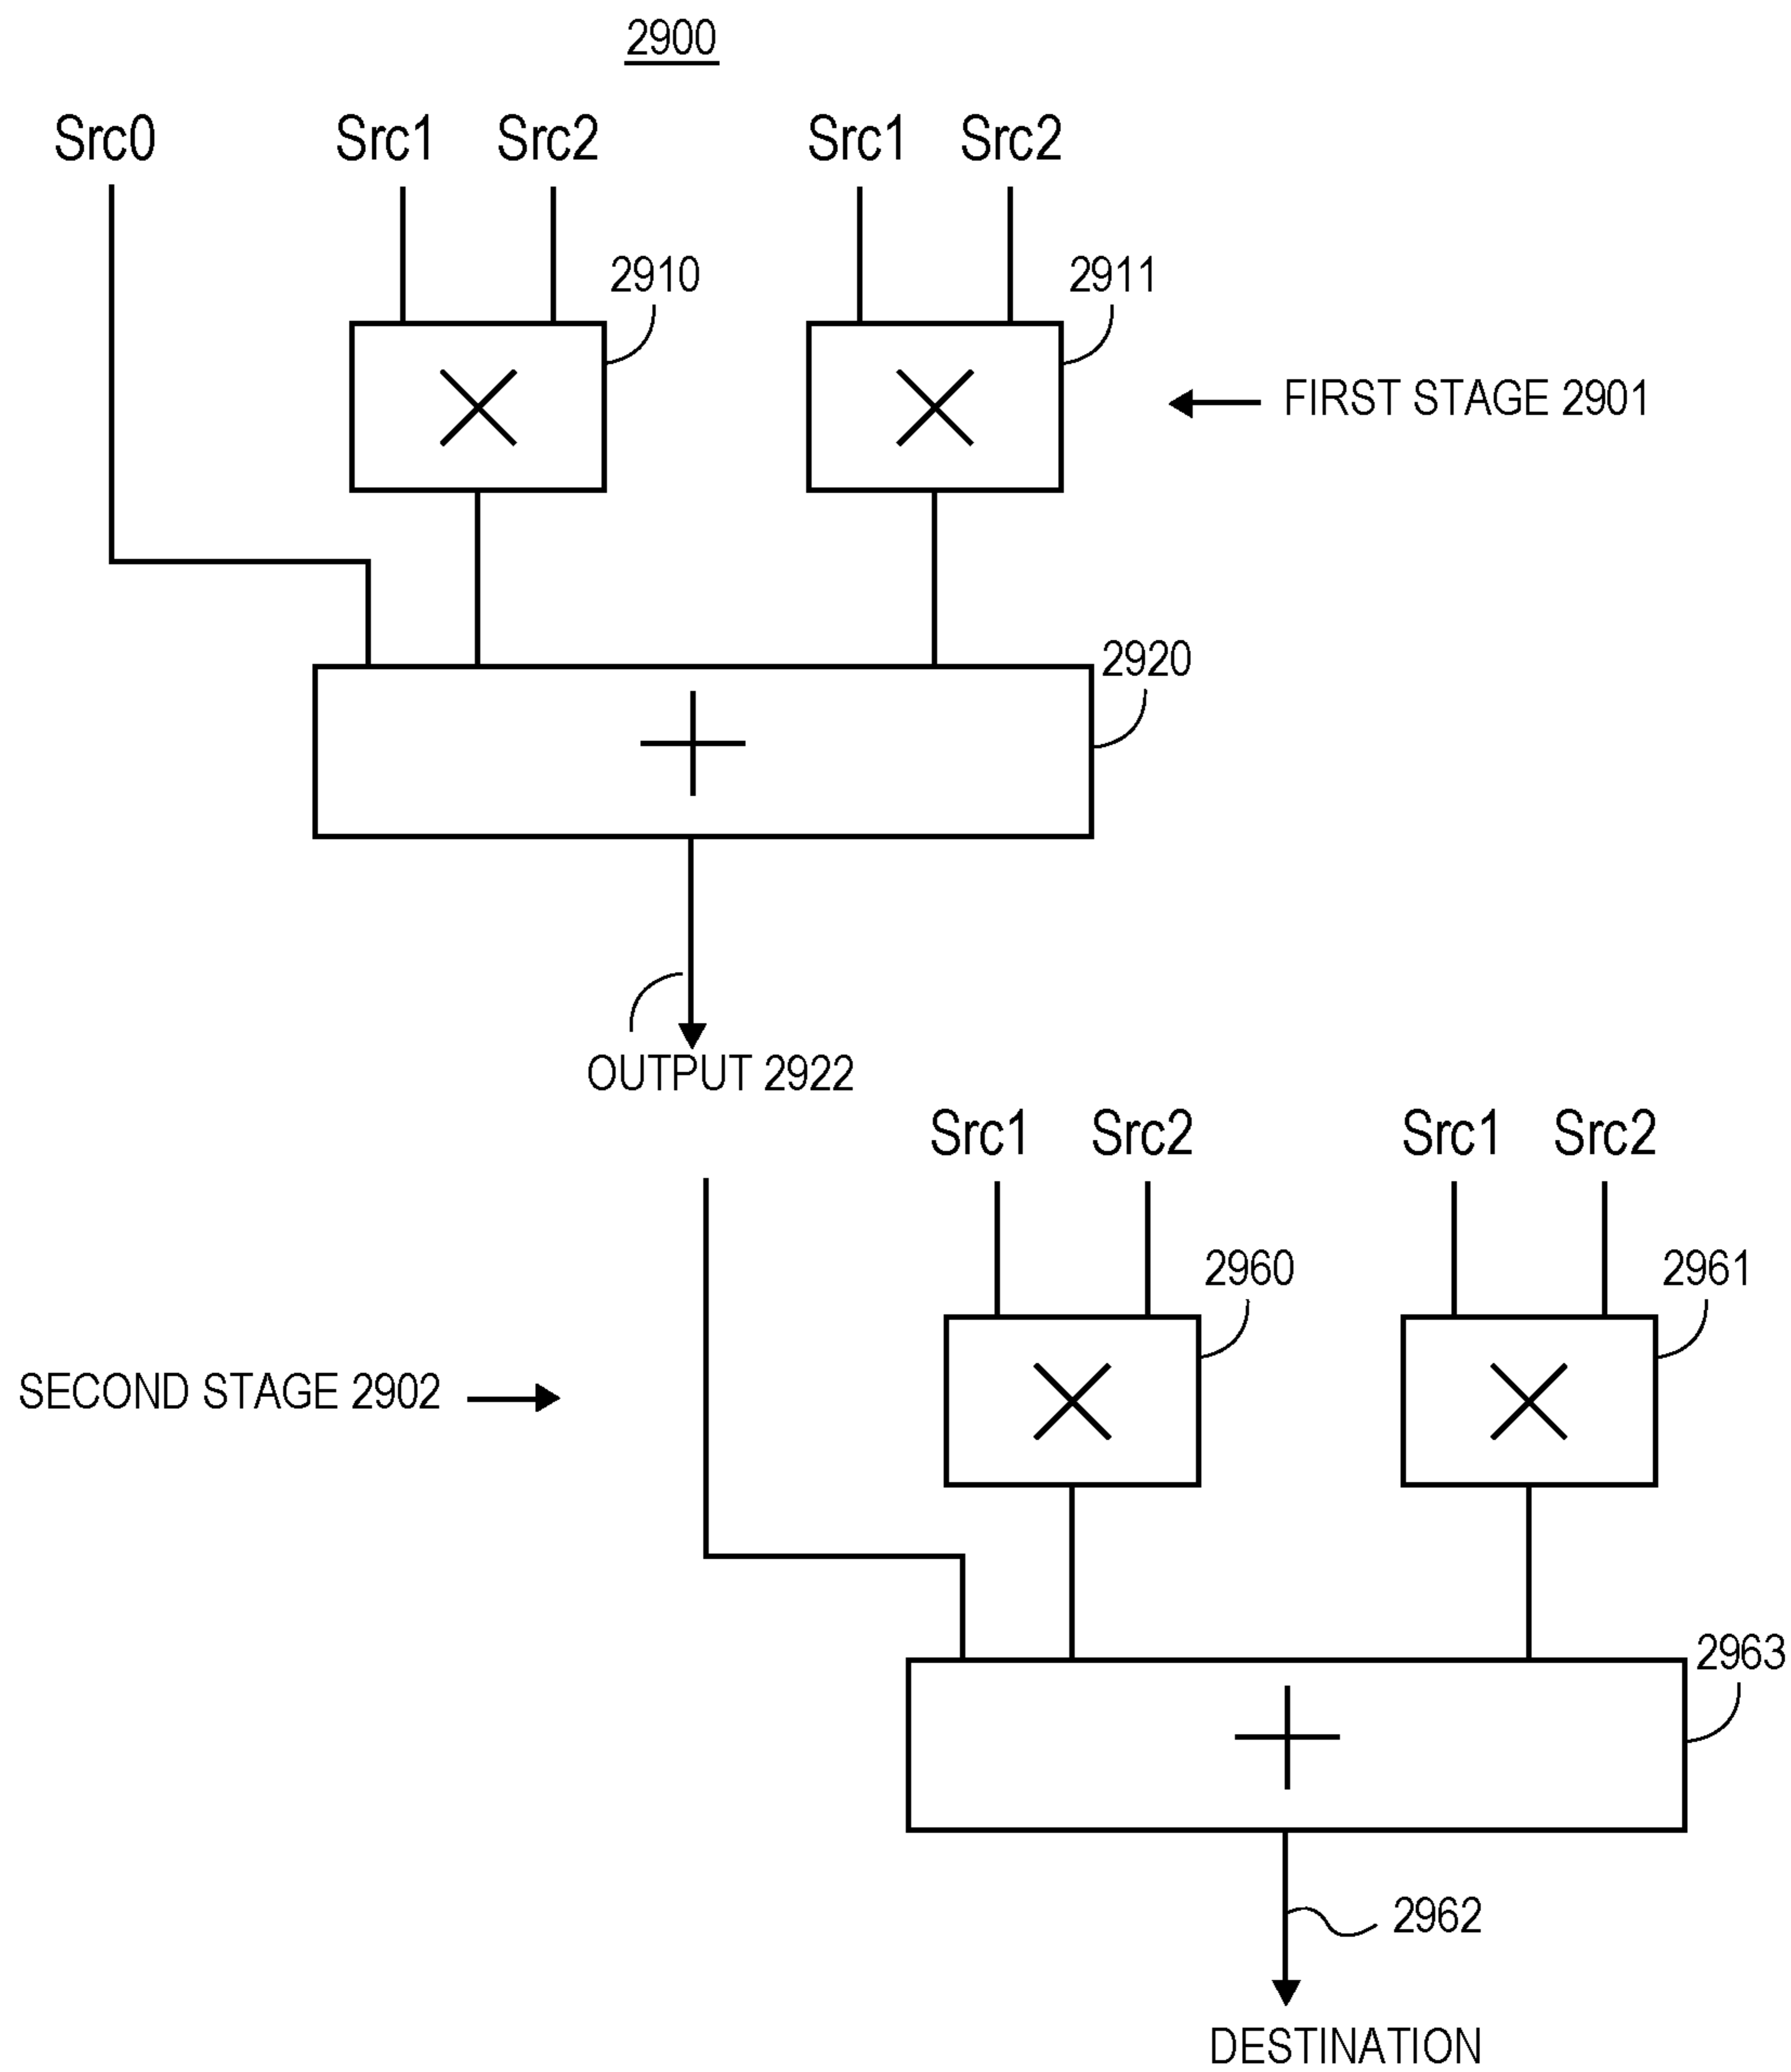 2900
Src0 Src1 Src2 Src1 Src2
2910 2911
FIRST STAGE 2901
2920
OUTPUT 2922
Src1 Src2 Src1 Src2
2960 2961
SECOND STAGE 2902
2963
2962
DESTINATION